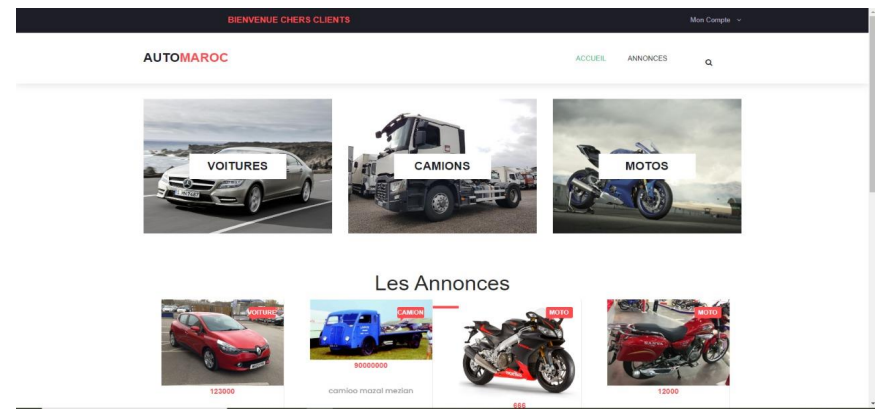 BIENVENUE CHERS CLIENTS
Mon Compte
AUTOMAROC
ACCUEIL
ANNONCES
VOITURES
CAMIONS
MOTOS
Les Annonces
VOITURE
CAMION
MOTO
MOTO
123000
90000000
camioo mazal mezian
666
12000